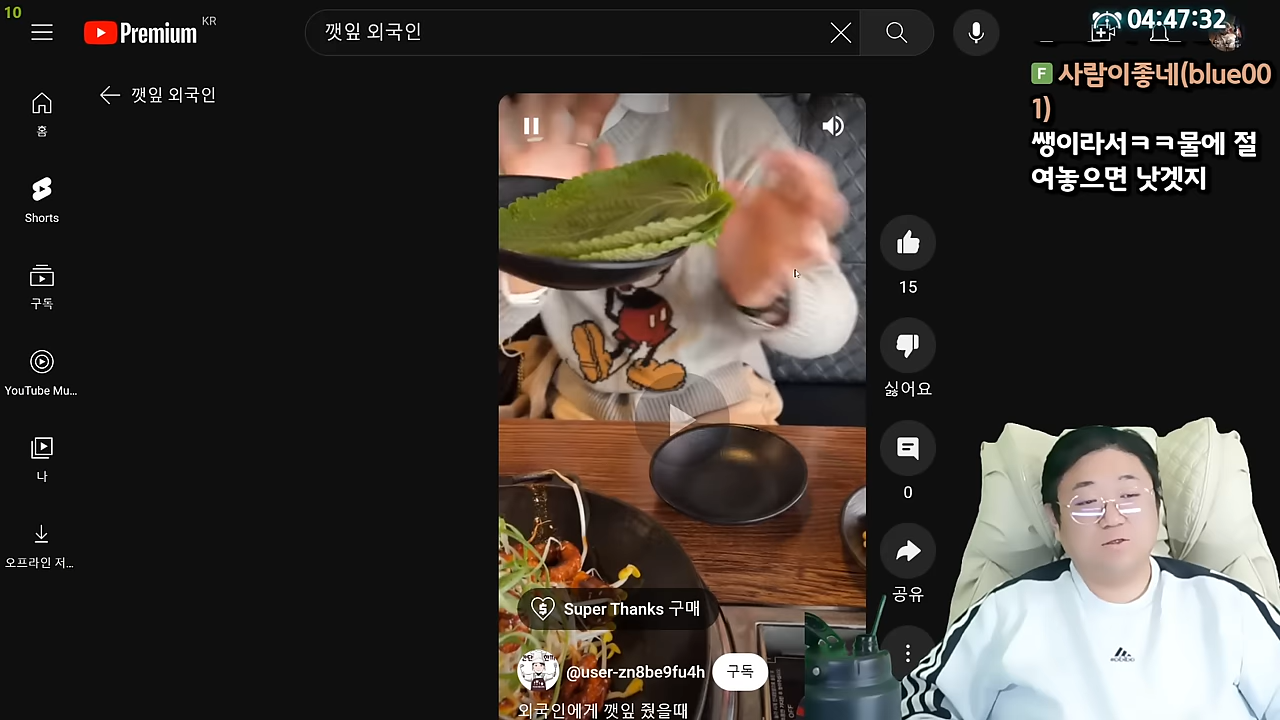 10
Premium KR
깻잎 외국인
04:47:32
깻잎 외국인
F 사람이좋네(blue00
1)
쌩이라서ㅋㅋ물에 절
여놓으면 낫겟지
홈
Shorts
구독
YouTube Mu...
나
오프라인 저...
15
싫어요
0
공유
Super Thanks 구매
@user-zn8be9fu4h
구독
외국인에게 깻잎 줬을때
OFF